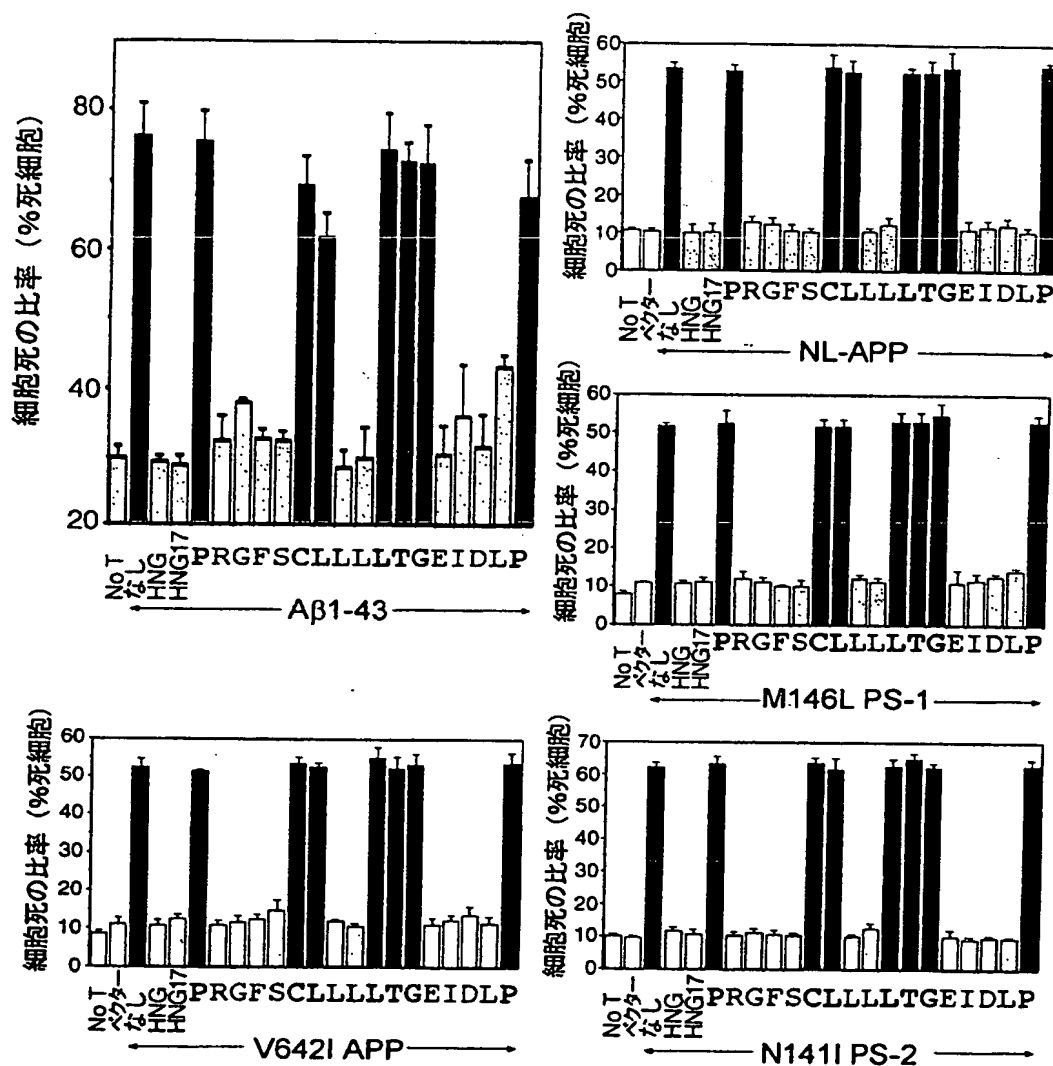 細胞死の比率 (%死細胞)
80
60
40
20
No T
なし
HNG
HNG17
PRGFSCLLLLTGEIDLP
Aβ1-43
細胞死の比率 (%死細胞)
60
50
40
30
20
10
0
No T
ベクター
なし
HNG
HNG17
PRGFSCLLLLTGEIDLP
NL-APP
細胞死の比率 (%死細胞)
60
50
40
30
20
10
0
No T
ベクター
なし
HNG
HNG17
PRGFSCLLLLTGEIDLP
M146L PS-1
細胞死の比率 (%死細胞)
60
50
40
30
20
10
0
No T
ベクター
なし
HNG
HNG17
PRGFSCLLLLTGEIDLP
V642I APP
細胞死の比率 (%死細胞)
70
60
50
40
30
20
10
0
No T
ベクター
なし
HNG
HNG17
PRGFSCLLLLTGEIDLP
N141I PS-2